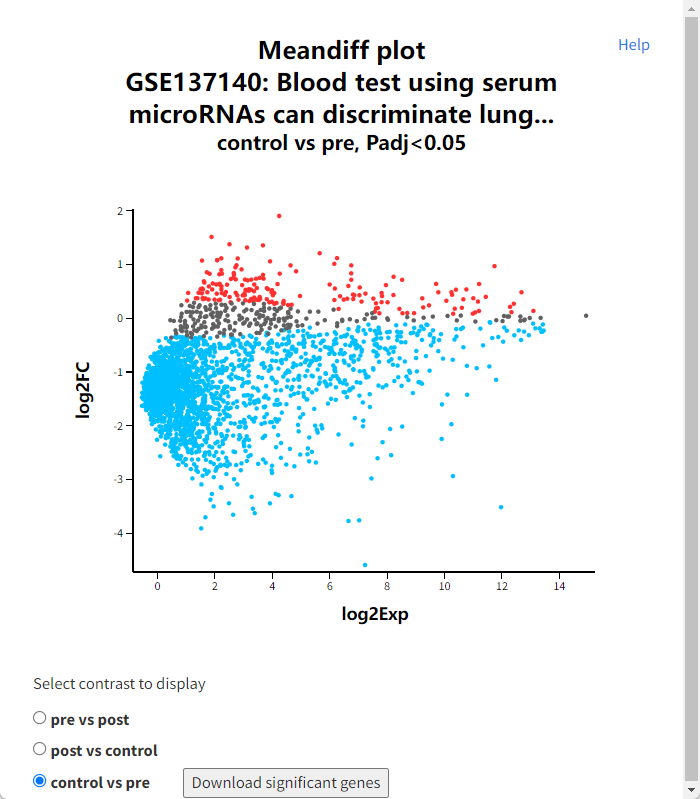 Help
Meandiff plot
GSE137140: Blood test using serum
microRNAs can discriminate lung...
control vs pre, Padj<0.05
2
1
0
-1
-2
-3
-4
log2FC
0 2 4 6 8 10 12 14
log2Exp
Select contrast to display
pre vs post
post vs control
control vs pre
Download significant genes